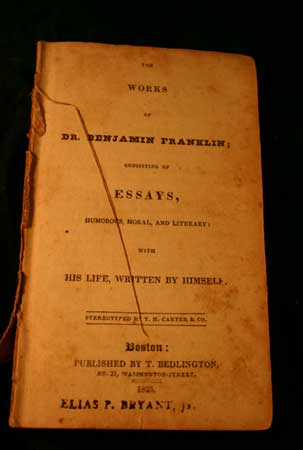 THE
WORKS
OF
DR. BENJAMIN FRANKLIN;
CONSISTING OF
ESSAYS,
HUMOROUS, MORAL, AND LITERARY:
WITH
HIS LIFE, WRITTEN BY HIMSELF.
STEREOTYPED BY T. H. CARTER & CO.
Boston:
PUBLISHED BY T. BEDLINGTON,
NO. 21, WASHINGTON-STREET.
1825.
ELIAS P. BRYANT, jr.